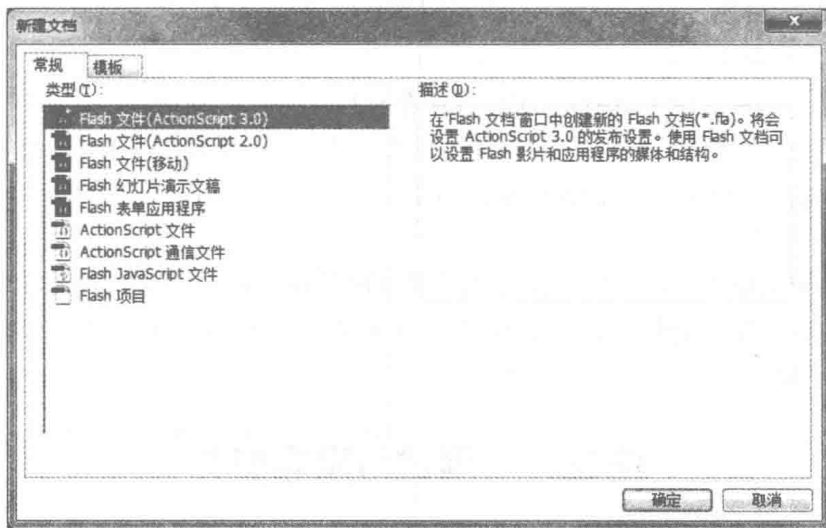 新建文档
常规 模板
类型(T):
Flash 文件(ActionScript 3.0)
Flash 文件(ActionScript 2.0)
Flash 文件(移动)
Flash 幻灯片演示文稿
Flash 表单应用程序
ActionScript 文件
ActionScript 通信文件
Flash JavaScript 文件
Flash 项目
描述(D):
在"Flash 文档"窗口中创建新的 Flash 文档(*.fla)。将会
设置 ActionScript 3.0 的发布设置。使用 Flash 文档可
以设置 Flash 影片和应用程序的媒体和结构。
确定 取消